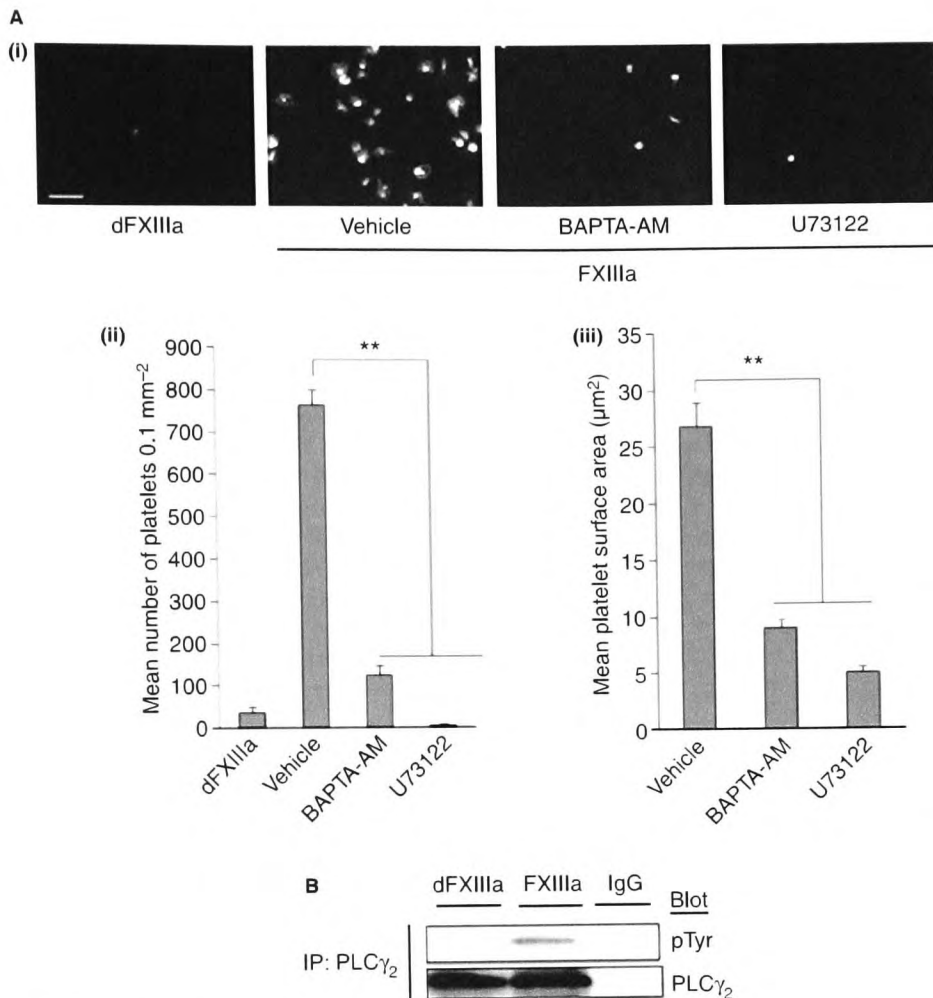 A
(i)
dFXIIIa Vehicle BAPTA-AM U73122
FXIIIa
(ii)
Mean number of platelets 0.1 mm⁻²
900
800
700
600
500
400
300
200
100
0
**
dFXIIIa Vehicle BAPTA-AM U73122
(iii)
Mean platelet surface area (µm²)
35
30
25
20
15
10
5
0
**
Vehicle BAPTA-AM U73122
B
dFXIIIa FXIIIa IgG Blot
IP: PLCγ₂
pTyr
PLCγ₂